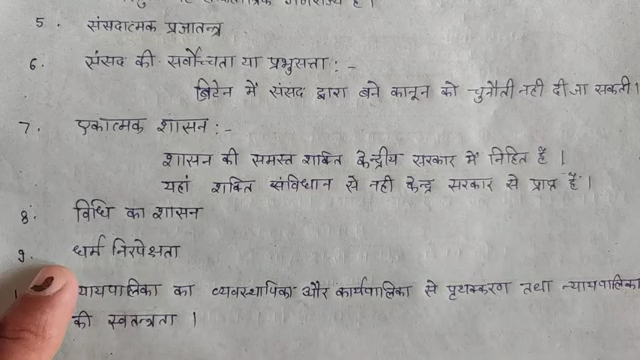 है।
5. संसदात्मक प्रजातन्त्र
6. संसद की सर्वोच्चता या प्रभुसत्ता :-
ब्रिटेन में संसद द्वारा बने कानून को चुनौती नही दी जा सकती।
7. एकात्मक शासन :-
शासन की समस्त शक्ति केन्द्रीय सरकार में निहित हैं।
यहां शक्ति संविधान से नही केन्द्र सरकार से प्राप्त हैं।
8. विधि का शासन
9. धर्म निरपेक्षता
का व्यवस्थापिका और कार्यपालिका से पृथक्करण तथा न्यायपालिका
की स्वतन्त्रता ।